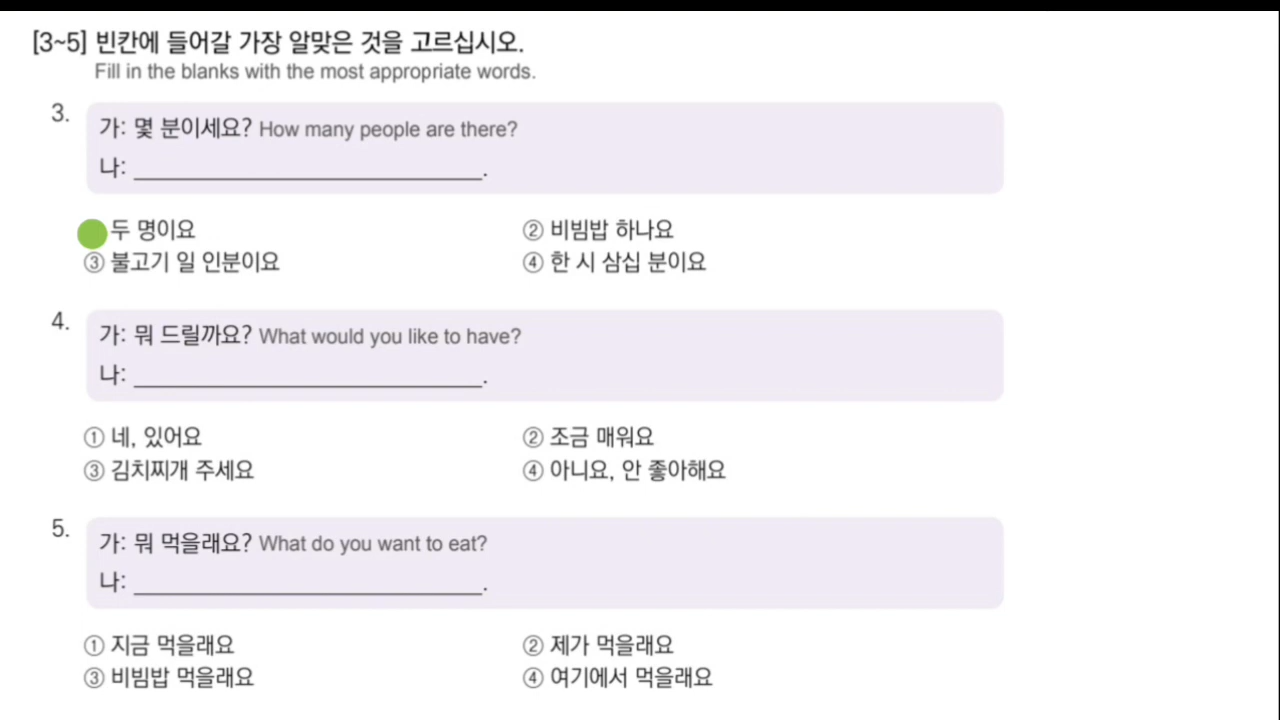 [3~5] 빈칸에 들어갈 가장 알맞은 것을 고르십시오.
Fill in the blanks with the most appropriate words.
3.
가: 몇 분이세요? How many people are there?
나: ______________________________.
두 명이요
② 비빔밥 하나요
③ 불고기 일 인분이요
④ 한 시 삼십 분이요
4.
가: 뭐 드릴까요? What would you like to have?
나: ______________________________.
① 네, 있어요
② 조금 매워요
③ 김치찌개 주세요
④ 아니요, 안 좋아해요
5.
가: 뭐 먹을래요? What do you want to eat?
나: ______________________________.
① 지금 먹을래요
② 제가 먹을래요
③ 비빔밥 먹을래요
④ 여기에서 먹을래요